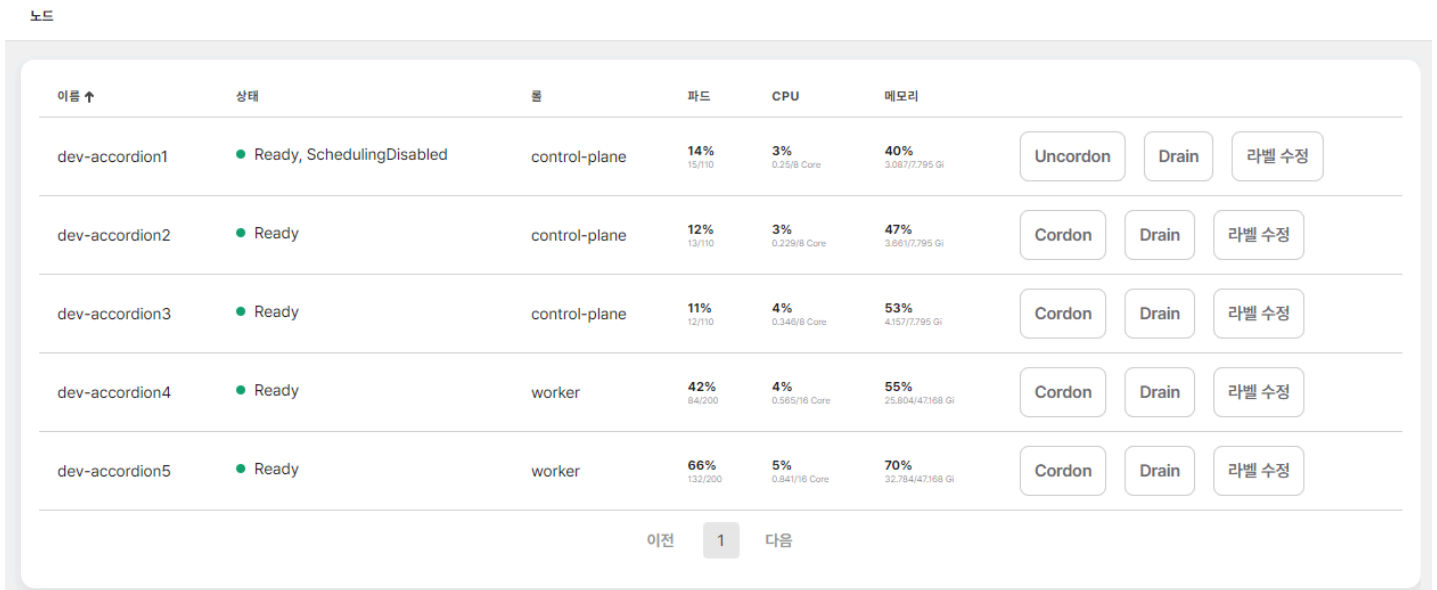 노드
이름 ↑ 상태 롤 파드 CPU 메모리
dev-accordion1 Ready, SchedulingDisabled control-plane 14% 3% 40% Uncordon Drain 라벨 수정
15/110 0.25/8 Core 3.087/7.795 Gi
dev-accordion2 Ready control-plane 12% 3% 47% Cordon Drain 라벨 수정
13/110 0.229/8 Core 3.661/7.795 Gi
dev-accordion3 Ready control-plane 11% 4% 53% Cordon Drain 라벨 수정
12/110 0.346/8 Core 4.157/7.795 Gi
dev-accordion4 Ready worker 42% 4% 55% Cordon Drain 라벨 수정
84/200 0.565/16 Core 25.804/47.168 Gi
dev-accordion5 Ready worker 66% 5% 70% Cordon Drain 라벨 수정
132/200 0.841/16 Core 32.784/47.168 Gi
이전 1 다음